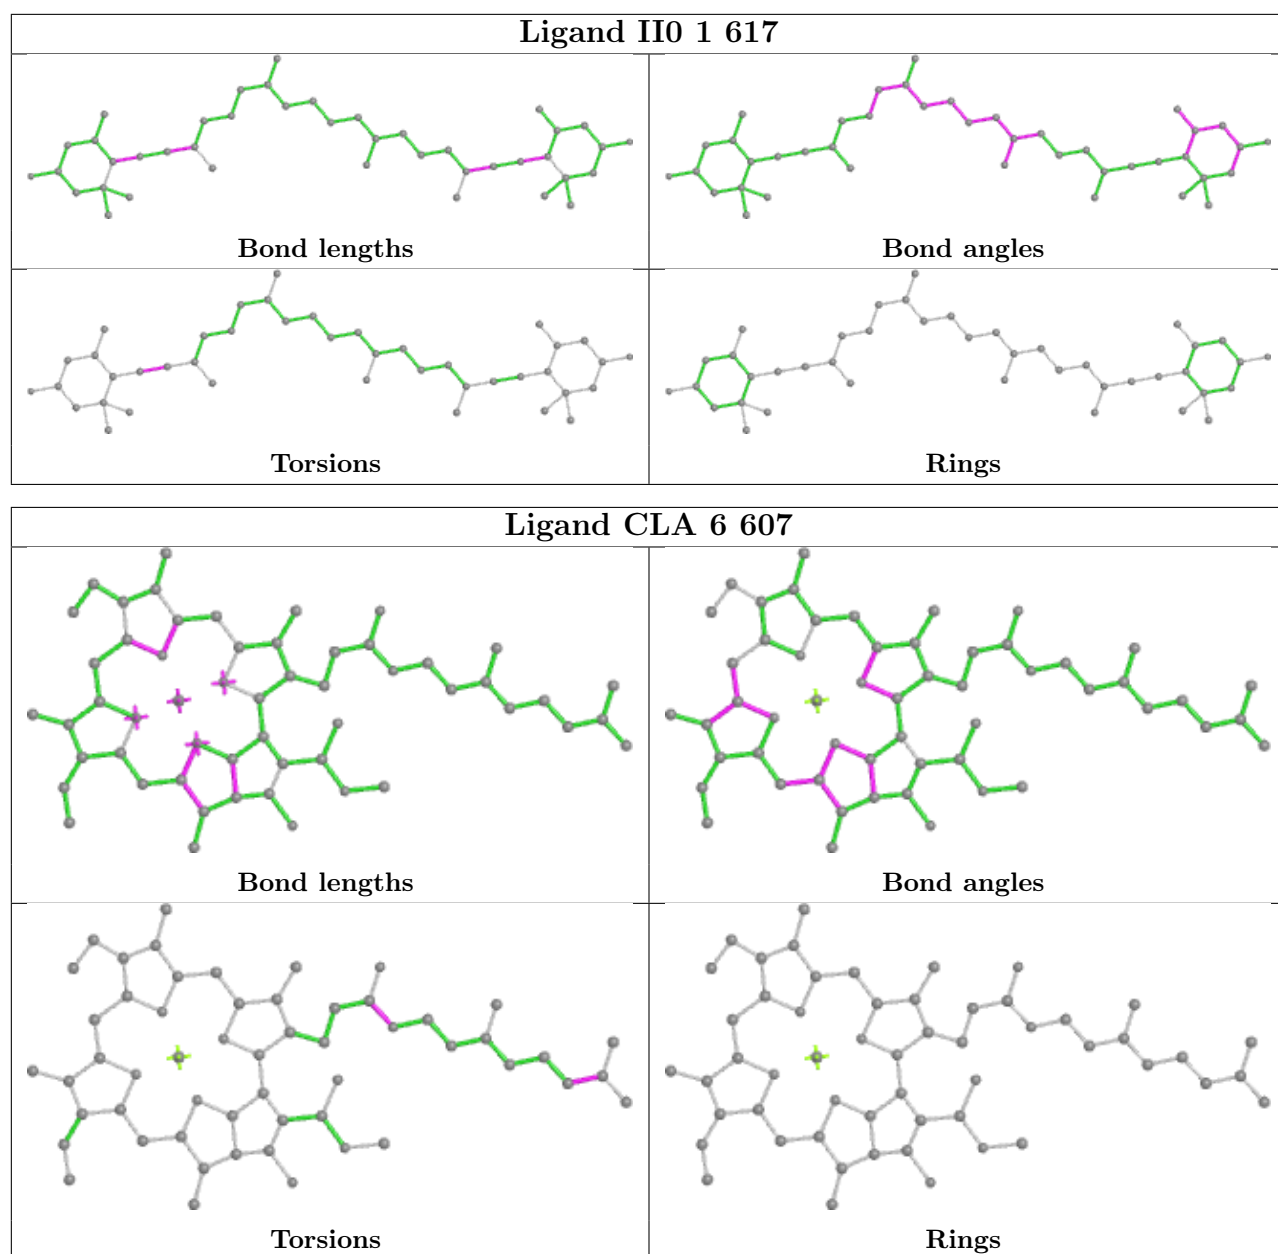 Ligand II0 1 617
Bond lengths
Bond angles
Torsions
Rings
Ligand CLA 6 607
Bond lengths
Bond angles
Torsions
Rings